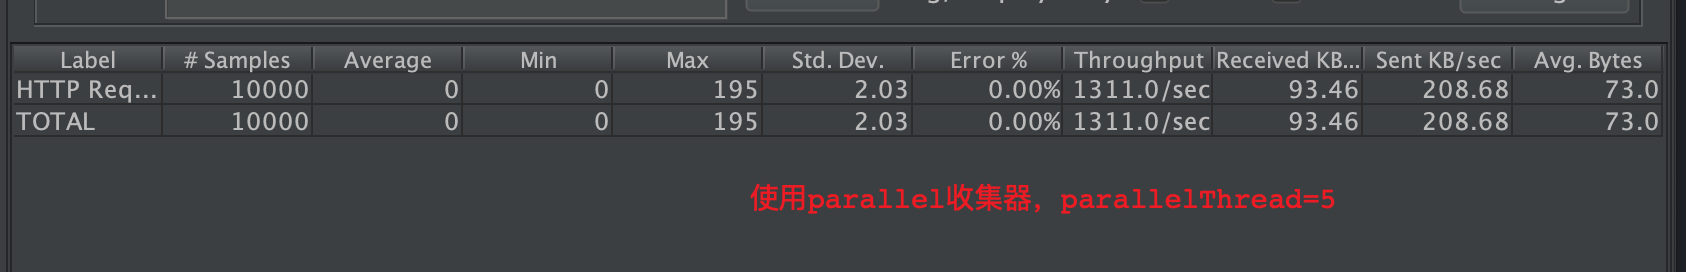 Label # Samples Average Min Max Std. Dev. Error % Throughput Received KB... Sent KB/sec Avg. Bytes
HTTP Req... 10000 0 0 195 2.03 0.00% 1311.0/sec 93.46 208.68 73.0
TOTAL 10000 0 0 195 2.03 0.00% 1311.0/sec 93.46 208.68 73.0
使用parallel收集器，parallelThread=5